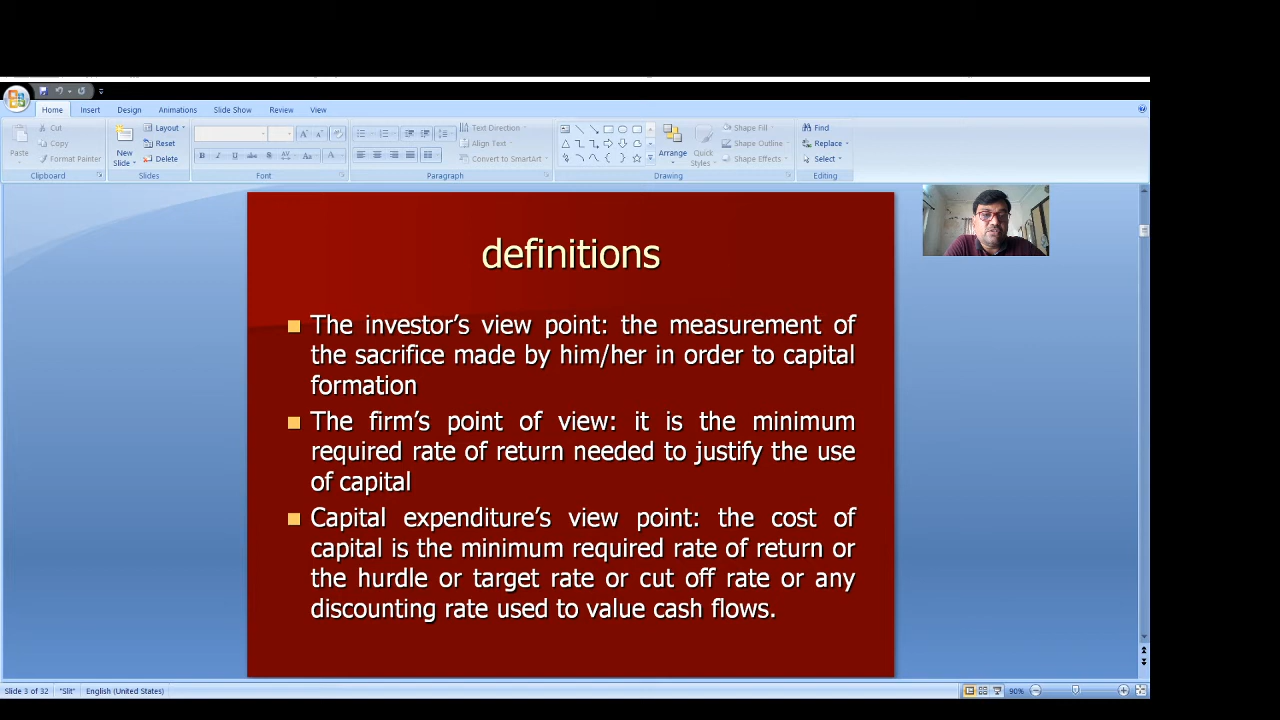 Home Insert Design Animations Slide Show Review View
Cut Layout Text Direction Shape Fill Find
Copy Reset Align Text Shape Outline Replace
Paste Format Painter New Slide Delete Convert to SmartArt Arrange Quick Styles Shape Effects Select
Clipboard Slides Font Paragraph Drawing Editing
definitions
The investor's view point: the measurement of
the sacrifice made by him/her in order to capital
formation
The firm's point of view: it is the minimum
required rate of return needed to justify the use
of capital
Capital expenditure's view point: the cost of
capital is the minimum required rate of return or
the hurdle or target rate or cut off rate or any
discounting rate used to value cash flows.
Slide 3 of 32 "Slit" English (United States) 90%